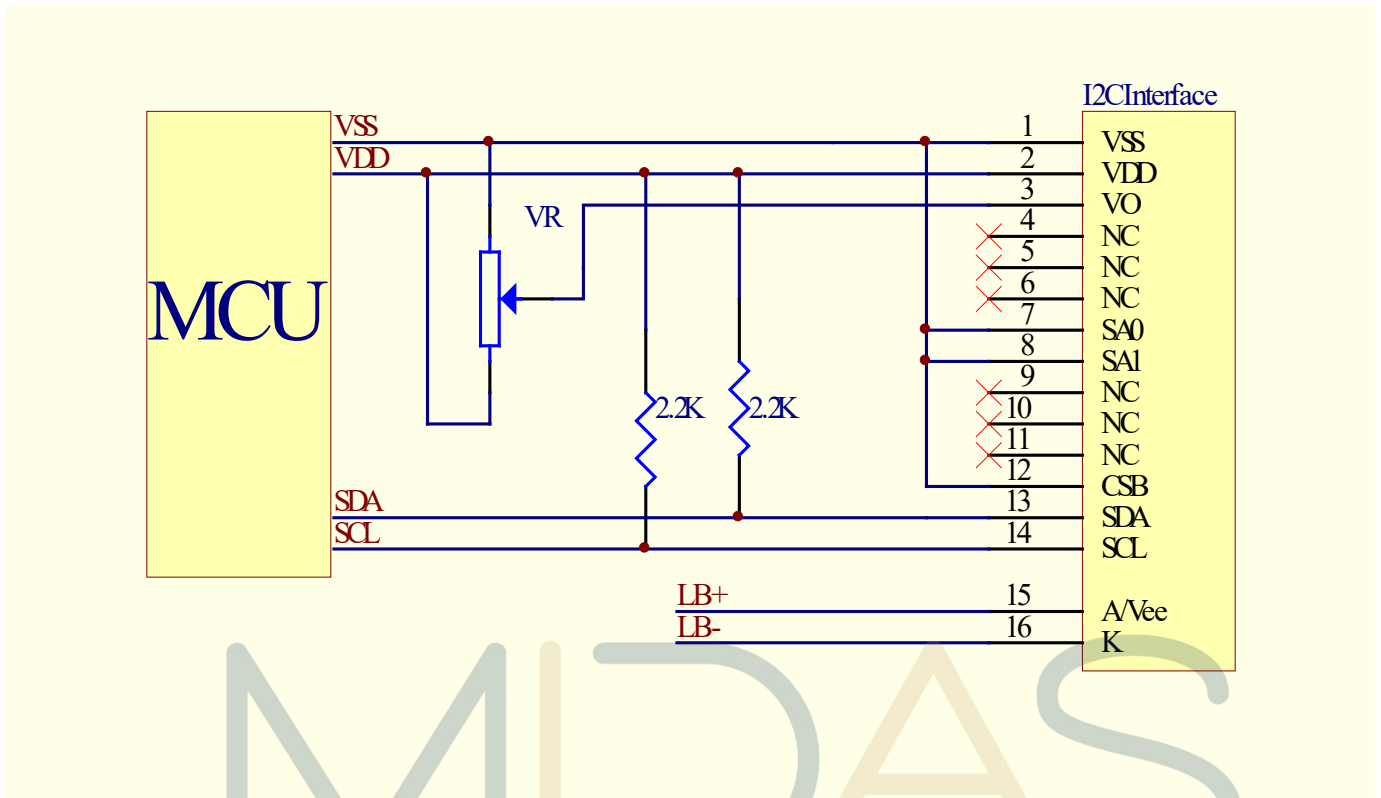 I2CInterface
VSS
1
VSS
VDD
2
VDD
3
VO
VR
4
NC
5
NC
6
NC
MCU
7
SA0
8
SA1
9
NC
2.2K
2.2K
10
NC
11
NC
12
CSB
SDA
13
SDA
SCL
14
SCL
LB+
15
A/Vee
LB-
16
K
MIDAS